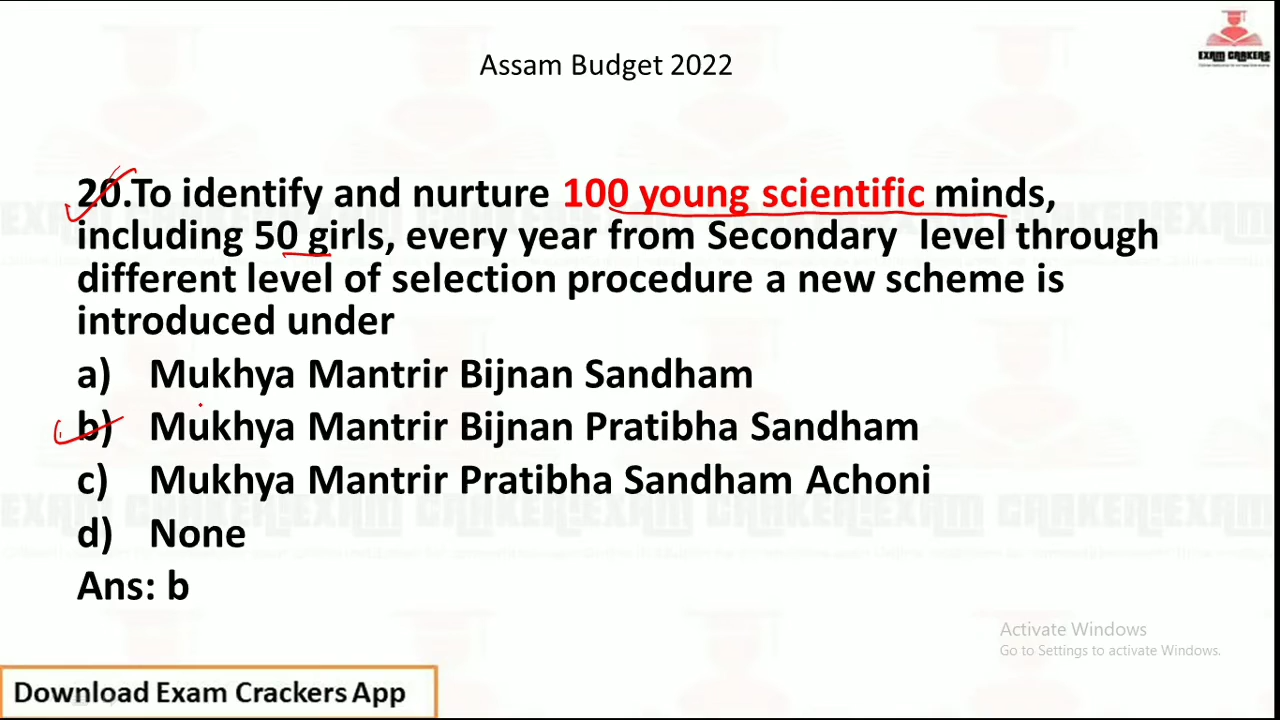 Assam Budget 2022
EXAM CRAKERS
20.To identify and nurture 100 young scientific minds,
including 50 girls, every year from Secondary level through
different level of selection procedure a new scheme is
introduced under
a) Mukhya Mantrir Bijnan Sandham
b) Mukhya Mantrir Bijnan Pratibha Sandham
c) Mukhya Mantrir Pratibha Sandham Achoni
d) None
Ans: b
Activate Windows
Go to Settings to activate Windows.
Download Exam Crackers App